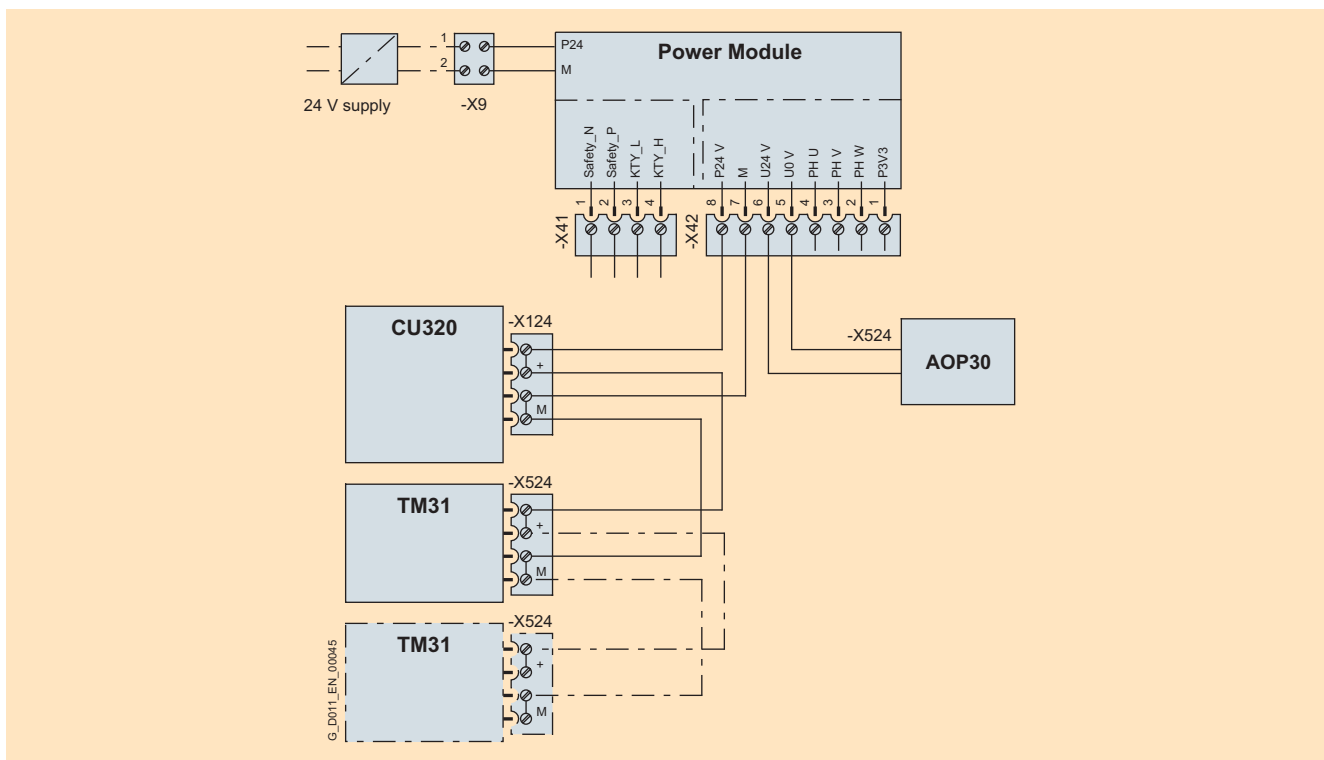 Power Module
P24
M
1
2
24 V supply
-X9
Safety_N
Safety_P
KTY_L
KTY_H
P24 V
M
U24 V
U0 V
PH U
PH V
PH W
P3V3
-X41
1
2
3
4
-X42
8
7
6
5
4
3
2
1
CU320
-X124
+
M
-X524
AOP30
TM31
-X524
+
M
TM31
-X524
+
M
G_D011_EN_00045